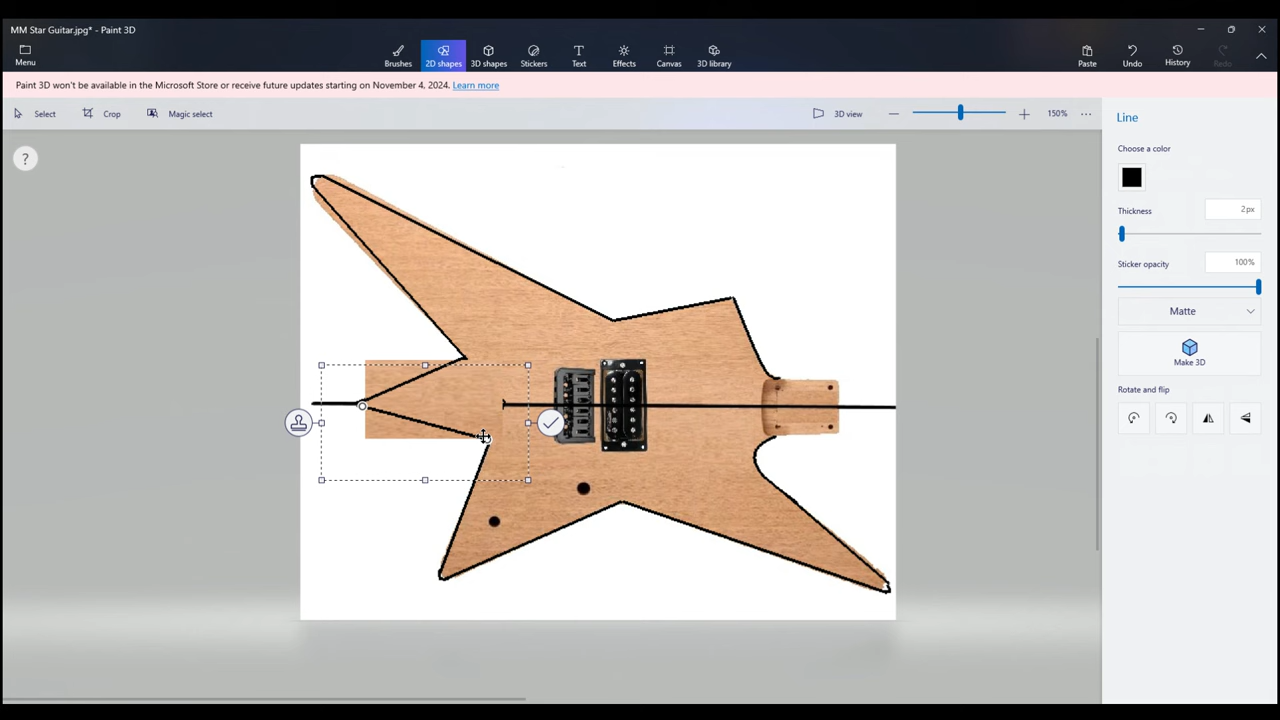 MM Star Guitar.jpg* - Paint 3D
Menu
Brushes
2D shapes
3D shapes
Stickers
Text
Effects
Canvas
3D library
Paste
Undo
History
Redo
Paint 3D won't be available in the Microsoft Store or receive future updates starting on November 4, 2024. Learn more
Select
Crop
Magic select
3D view
150%
?
Line
Choose a color
Thickness
2px
Sticker opacity
100%
Matte
Make 3D
Rotate and flip